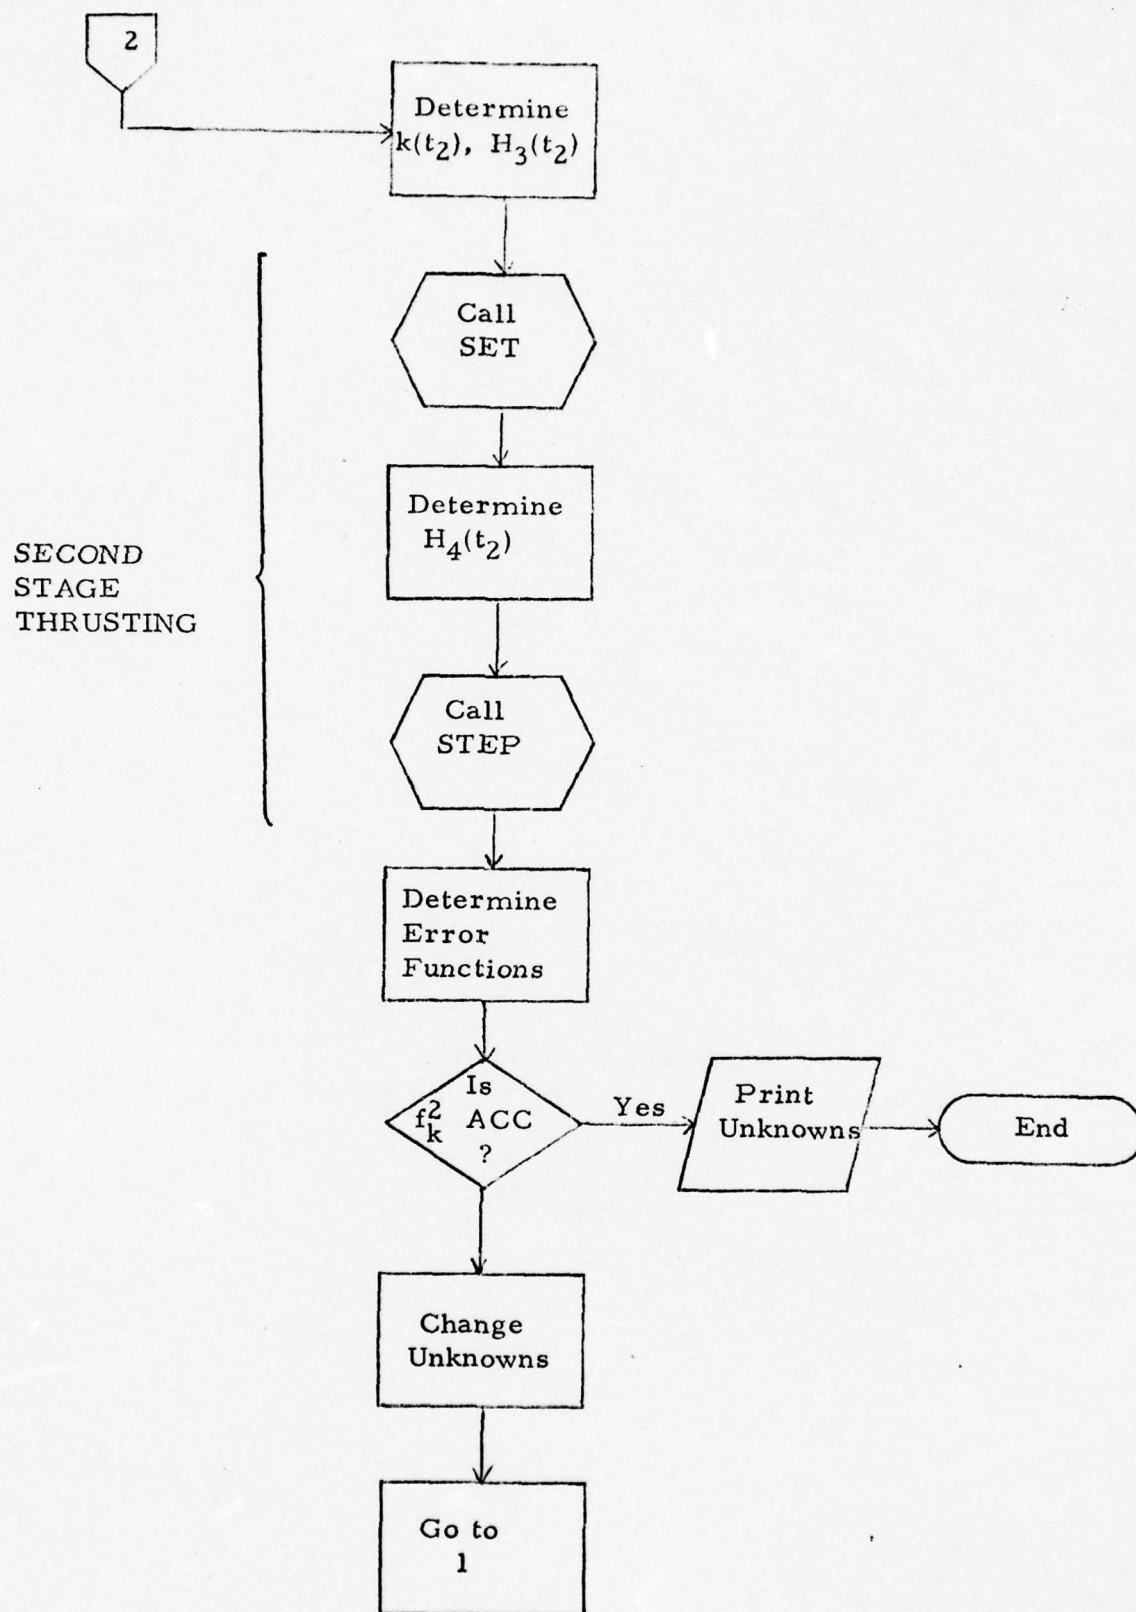 2
Determine
k(t₂), H₃(t₂)
Call
SET
Determine
H₄(t₂)
SECOND
STAGE
THRUSTING
Call
STEP
Determine
Error
Functions
Is
f²ₖ ACC
?
Yes
Print
Unknowns
End
Change
Unknowns
Go to
1